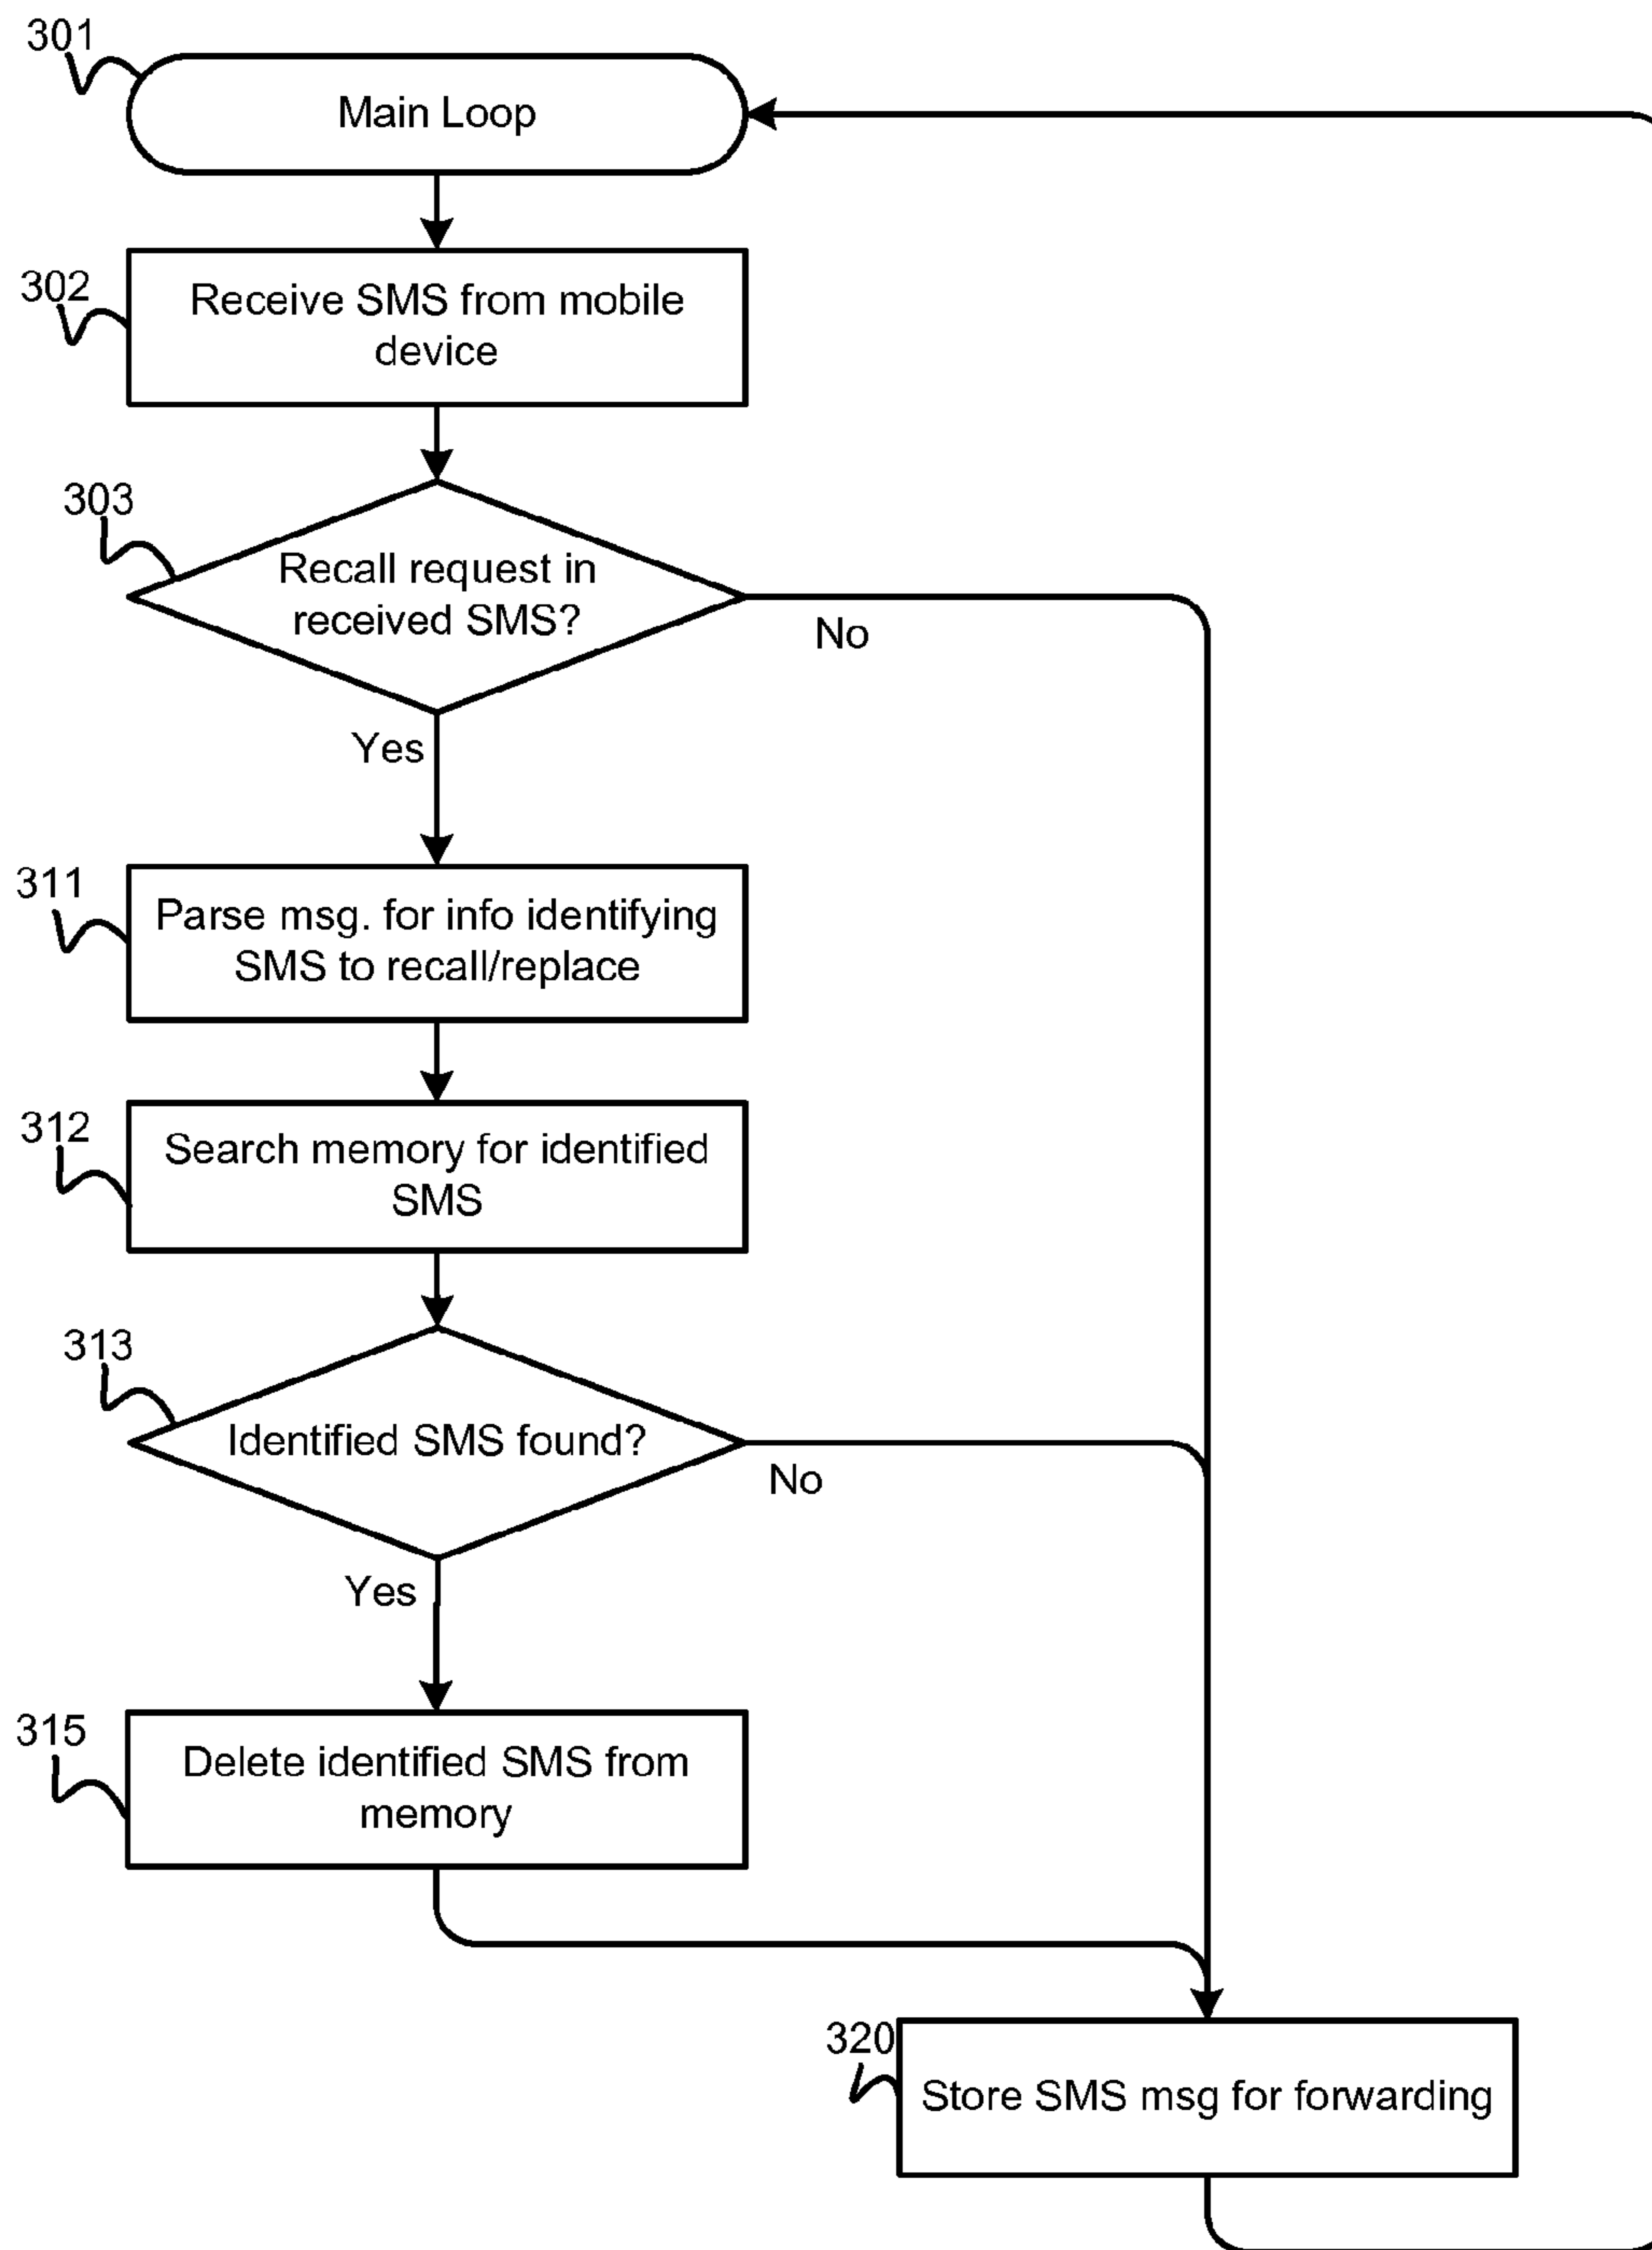 301
Main Loop
302
Receive SMS from mobile
device
303
Recall request in
received SMS?
No
Yes
311
Parse msg. for info identifying
SMS to recall/replace
312
Search memory for identified
SMS
313
Identified SMS found?
No
Yes
315
Delete identified SMS from
memory
320
Store SMS msg for forwarding